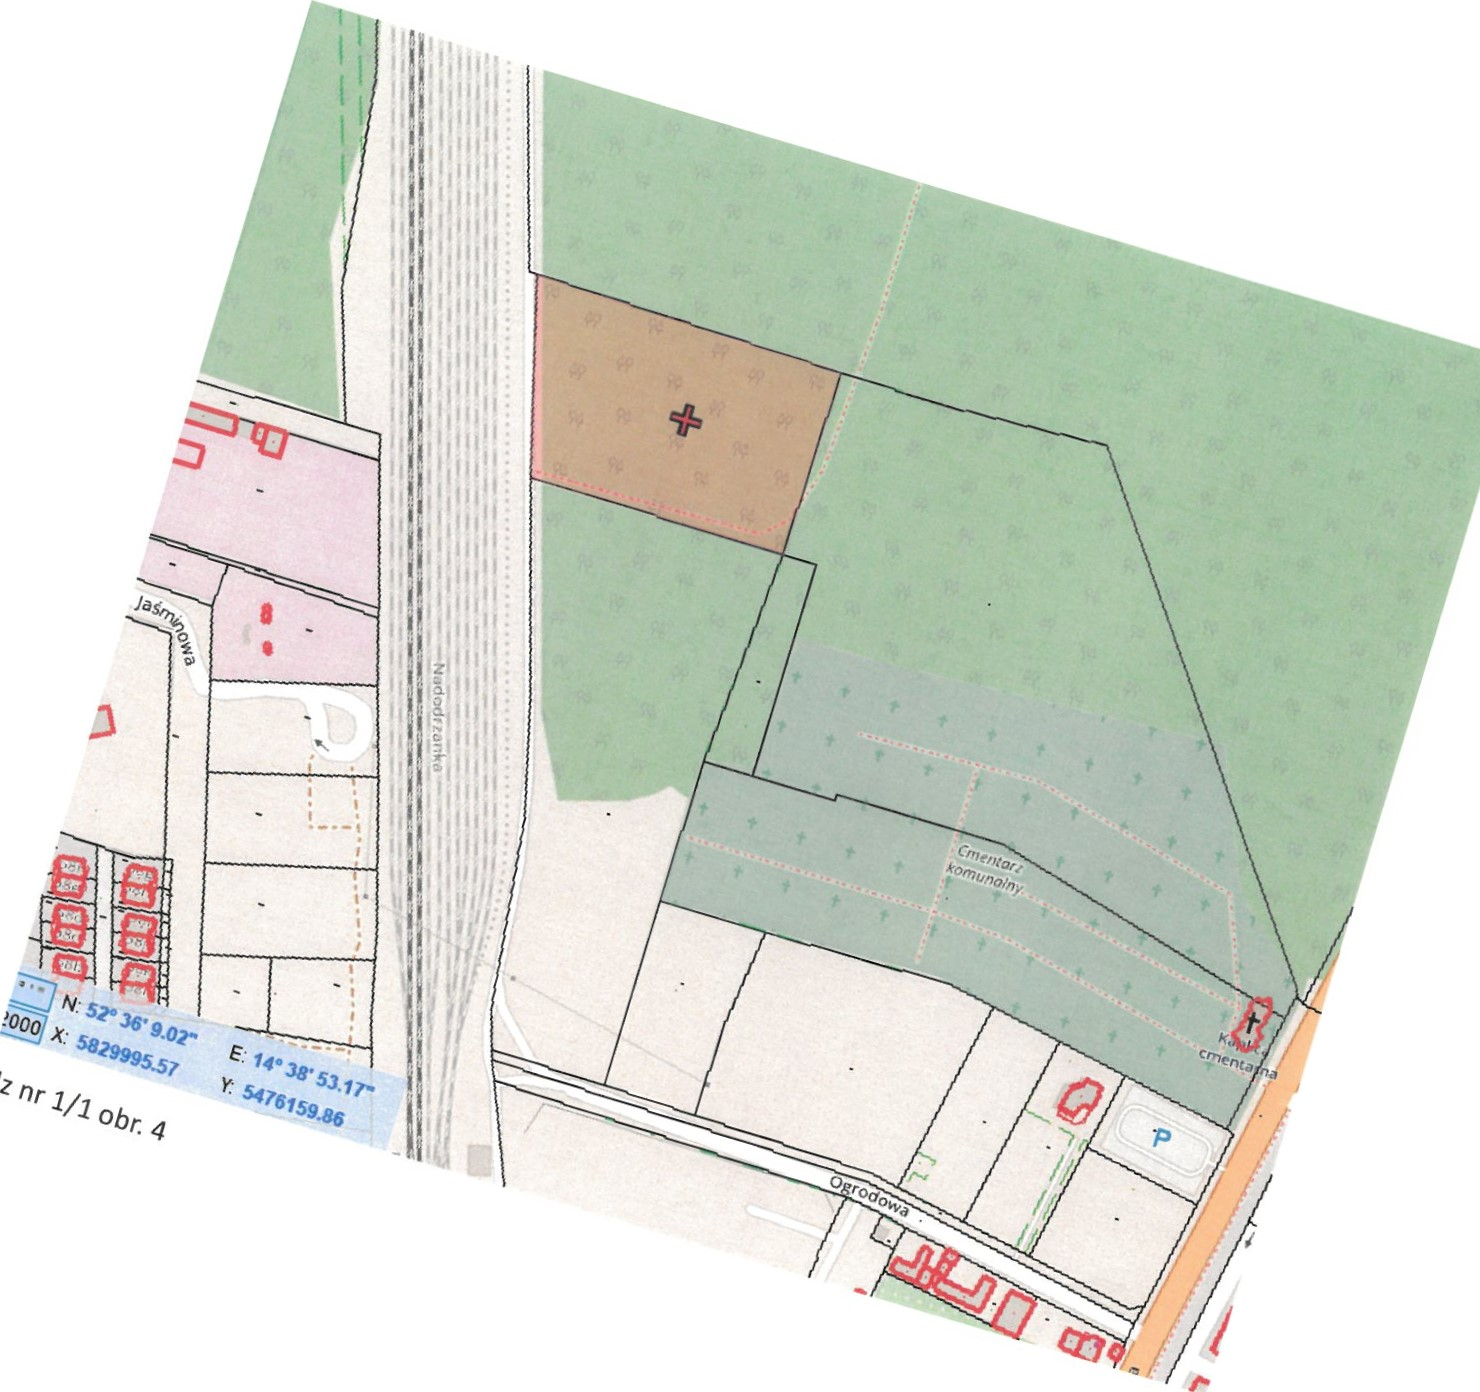 Jaśminowa
Nadodrzanka
Cmentarz
komunalny
cmentarna
P
Ogrodowa
2000
N: 52° 36' 9.02"
X: 5829995.57
E: 14° 38' 53.17"
Y: 5476159.86
z nr 1/1 obr. 4